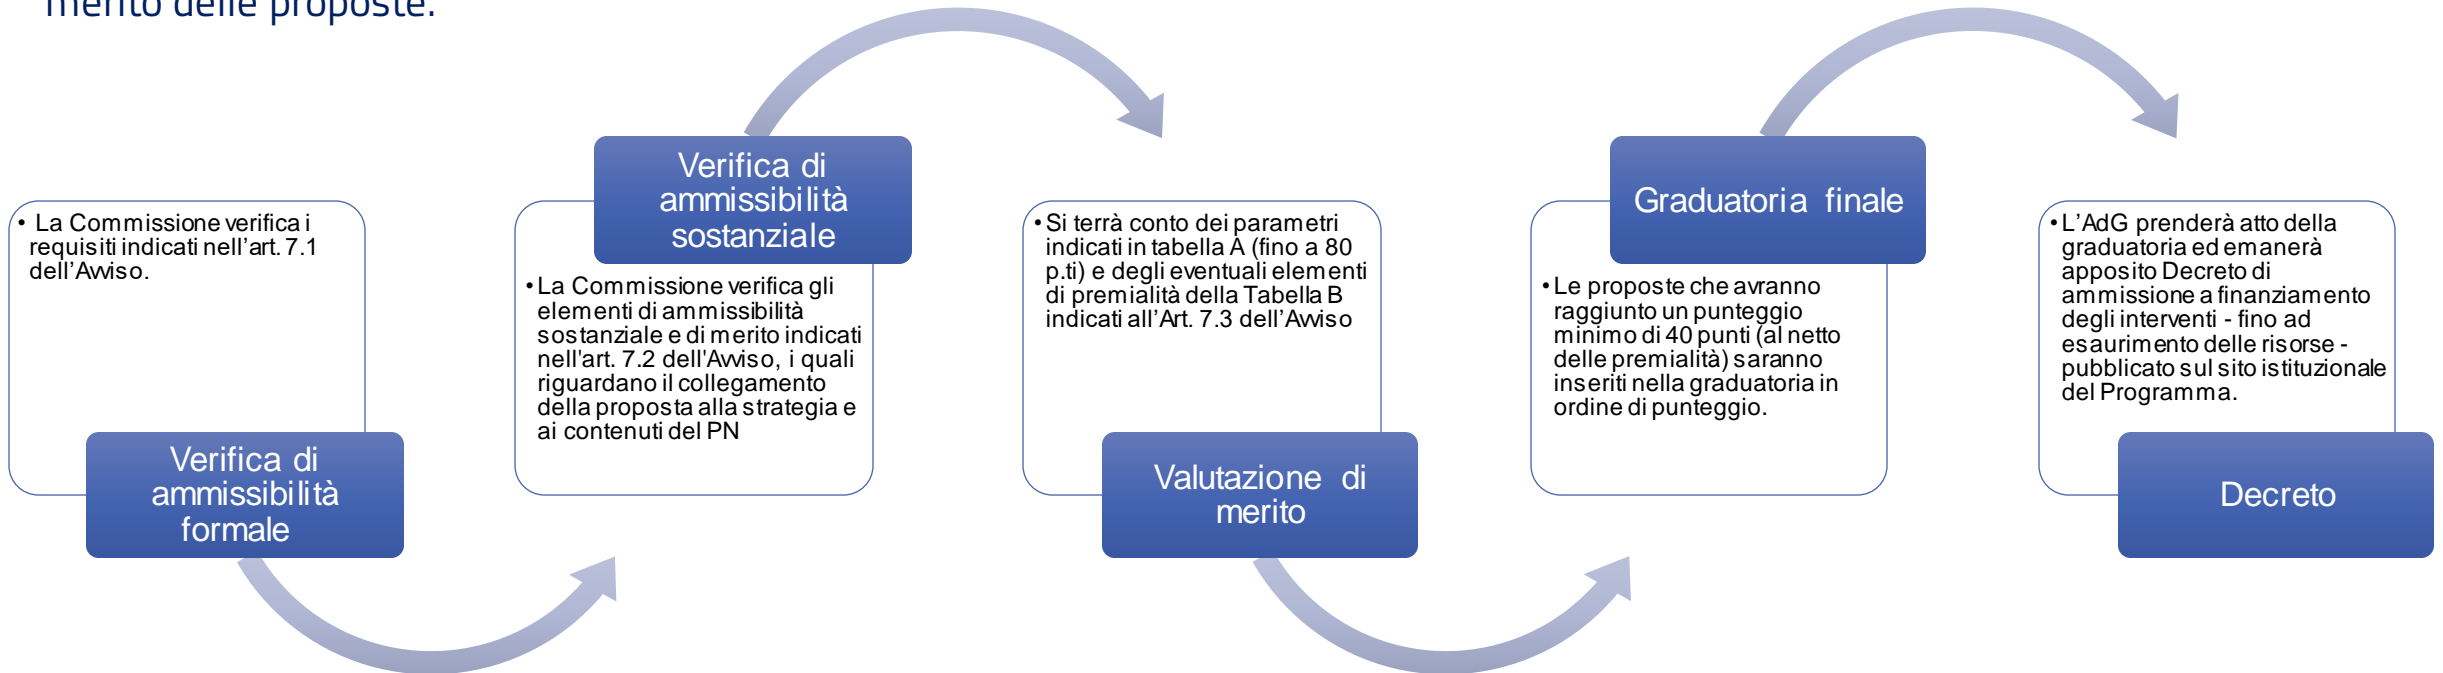 merito delle proposte.
• La Commissione verifica i
requisiti indicati nell'art. 7.1
dell'Avviso.
Verifica di
ammissibilità
formale
Verifica di
ammissibilità
sostanziale
• La Commissione verifica gli
elementi di ammissibilità
sostanziale e di merito indicati
nell'art. 7.2 dell'Avviso, i quali
riguardano il collegamento
della proposta alla strategia e
ai contenuti del PN
• Si terrà conto dei parametri
indicati in tabella A (fino a 80
p.ti) e degli eventuali elementi
di premialità della Tabella B
indicati all'Art. 7.3 dell'Avviso
Valutazione di
merito
Graduatoria finale
• Le proposte che avranno
raggiunto un punteggio
minimo di 40 punti (al netto
delle premialità) saranno
inseriti nella graduatoria in
ordine di punteggio.
• L'AdG prenderà atto della
graduatoria ed emanerà
apposito Decreto di
ammissione a finanziamento
degli interventi - fino ad
esaurimento delle risorse -
pubblicato sul sito istituzionale
del Programma.
Decreto